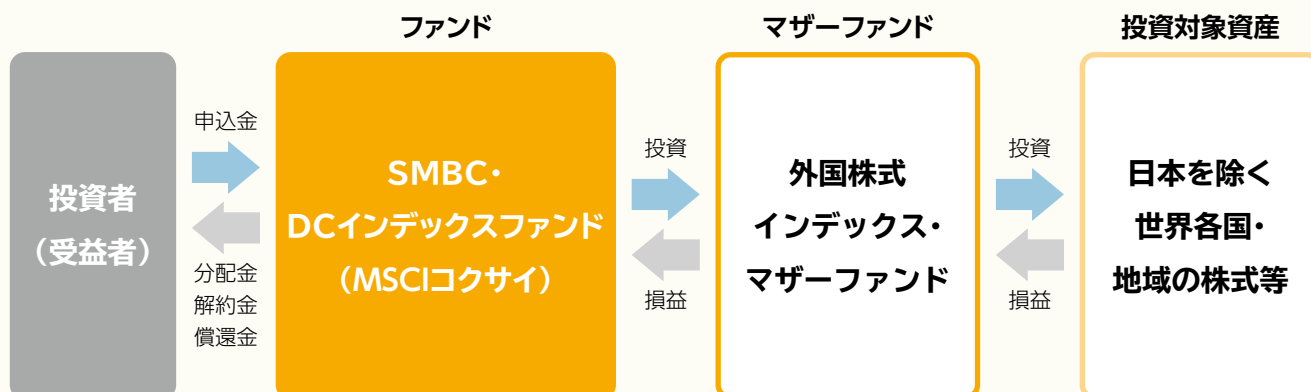 ファンド
マザーファンド
投資対象資産
投資者
（受益者）
申込金
分配金
解約金
償還金
SMBC・
DCインデックスファンド
（MSCIコクサイ）
投資
損益
外国株式
インデックス・
マザーファンド
投資
損益
日本を除く
世界各国・
地域の株式等